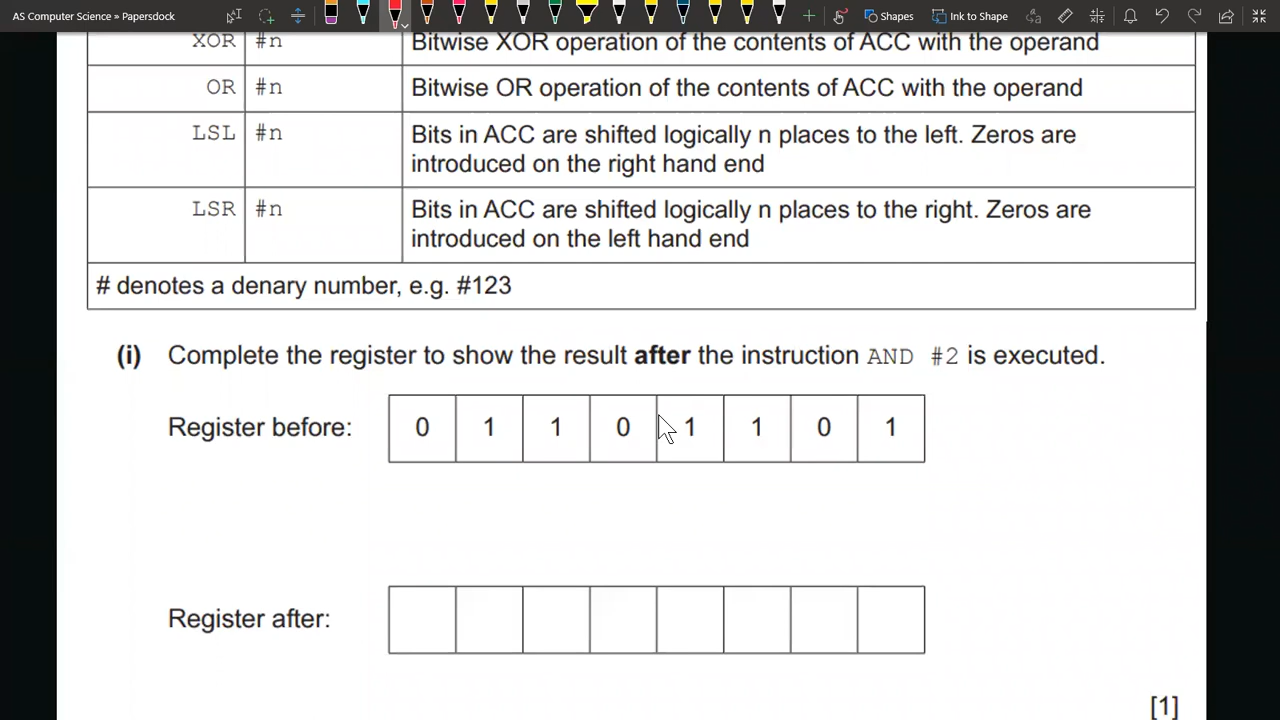 AS Computer Science » Papersdock
Shapes
Ink to Shape
XOR #n Bitwise XOR operation of the contents of ACC with the operand
OR #n Bitwise OR operation of the contents of ACC with the operand
LSL #n Bits in ACC are shifted logically n places to the left. Zeros are
introduced on the right hand end
LSR #n Bits in ACC are shifted logically n places to the right. Zeros are
introduced on the left hand end
# denotes a denary number, e.g. #123
(i) Complete the register to show the result after the instruction AND #2 is executed.
Register before: 0 1 1 0 1 1 0 1
Register after:
[1]